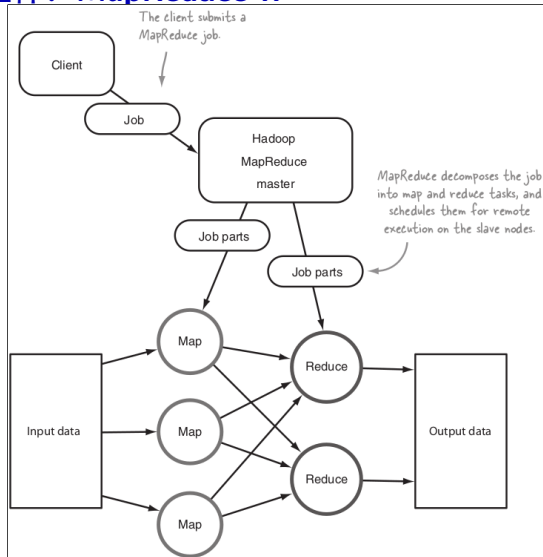 The client submits a
MapReduce job.
Client
Job
Hadoop
MapReduce
master
MapReduce decomposes the job
into map and reduce tasks, and
schedules them for remote
execution on the slave nodes.
Job parts
Job parts
Map
Reduce
Input data
Map
Output data
Reduce
Map